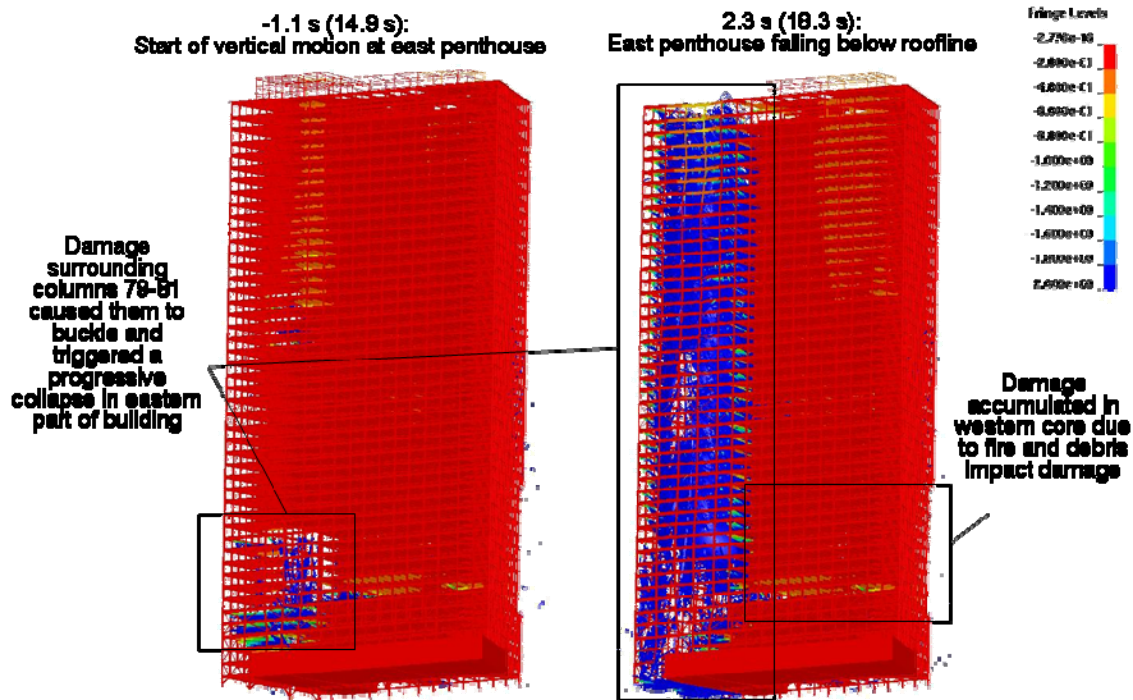 -1.1 s (14.9 s):
Start of vertical motion at east penthouse
2.3 s (18.3 s):
East penthouse falling below roofline
Fringe Levels
Damage
surrounding
columns 79-81
caused them to
buckle and
triggered a
progressive
collapse in eastern
part of building
Damage
accumulated in
western core due
to fire and debris
impact damage